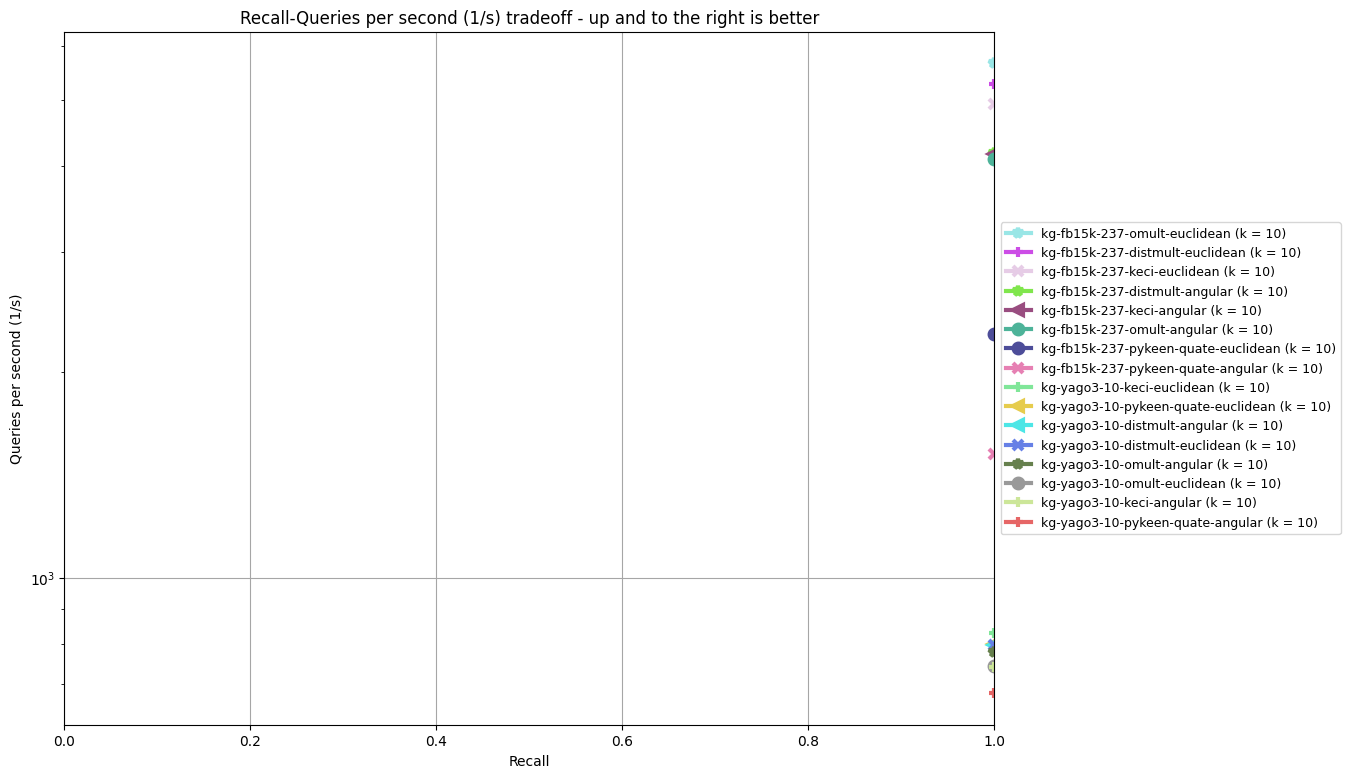 Recall-Queries per second (1/s) tradeoff - up and to the right is better
Queries per second (1/s)
10³
0.0 0.2 0.4 0.6 0.8 1.0
Recall
kg-fb15k-237-omult-euclidean (k = 10)
kg-fb15k-237-distmult-euclidean (k = 10)
kg-fb15k-237-keci-euclidean (k = 10)
kg-fb15k-237-distmult-angular (k = 10)
kg-fb15k-237-keci-angular (k = 10)
kg-fb15k-237-omult-angular (k = 10)
kg-fb15k-237-pykeen-quate-euclidean (k = 10)
kg-fb15k-237-pykeen-quate-angular (k = 10)
kg-yago3-10-keci-euclidean (k = 10)
kg-yago3-10-pykeen-quate-euclidean (k = 10)
kg-yago3-10-distmult-angular (k = 10)
kg-yago3-10-distmult-euclidean (k = 10)
kg-yago3-10-omult-angular (k = 10)
kg-yago3-10-omult-euclidean (k = 10)
kg-yago3-10-keci-angular (k = 10)
kg-yago3-10-pykeen-quate-angular (k = 10)